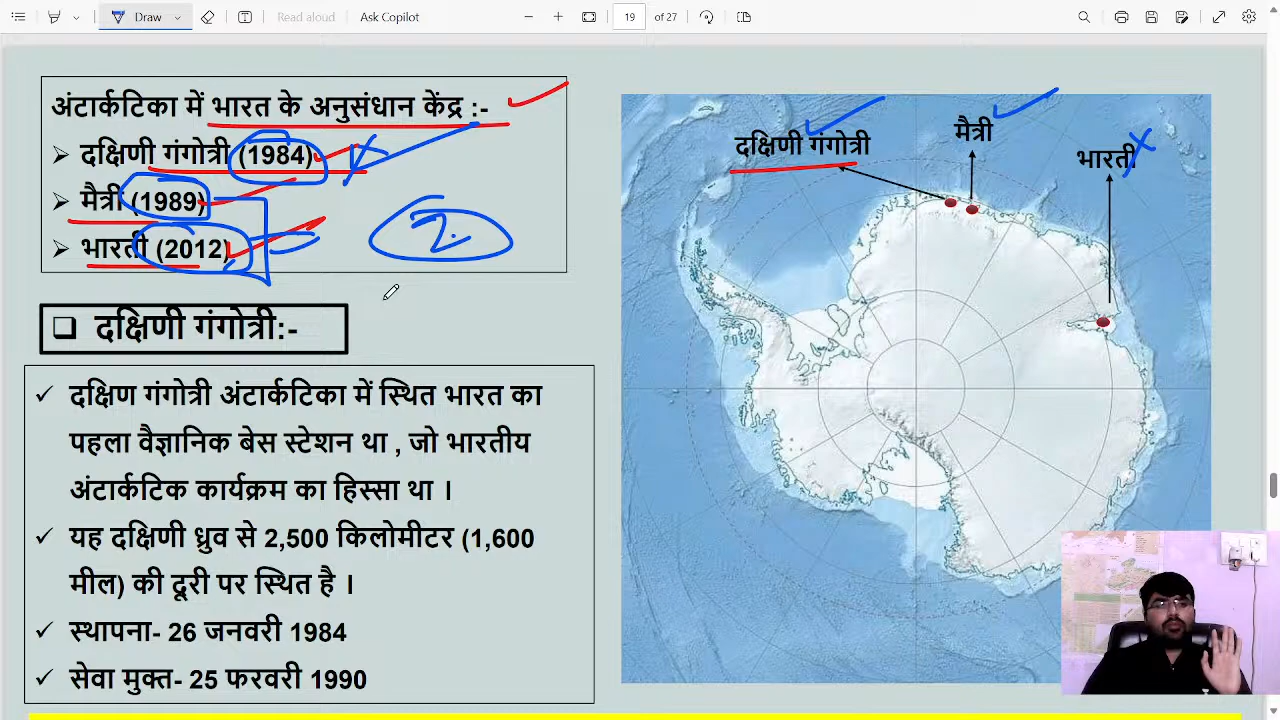 Draw
Read aloud
Ask Copilot
19
of 27
अंटार्कटिका में भारत के अनुसंधान केंद्र :-
दक्षिणी गंगोत्री (1984)
मैत्री (1989)
भारती (2012)
2.
दक्षिणी गंगोत्री:-
दक्षिण गंगोत्री अंटार्कटिका में स्थित भारत का
पहला वैज्ञानिक बेस स्टेशन था , जो भारतीय
अंटार्कटिक कार्यक्रम का हिस्सा था ।
यह दक्षिणी ध्रुव से 2,500 किलोमीटर (1,600
मील) की दूरी पर स्थित है ।
स्थापना- 26 जनवरी 1984
सेवा मुक्त- 25 फरवरी 1990
दक्षिणी गंगोत्री
मैत्री
भारती